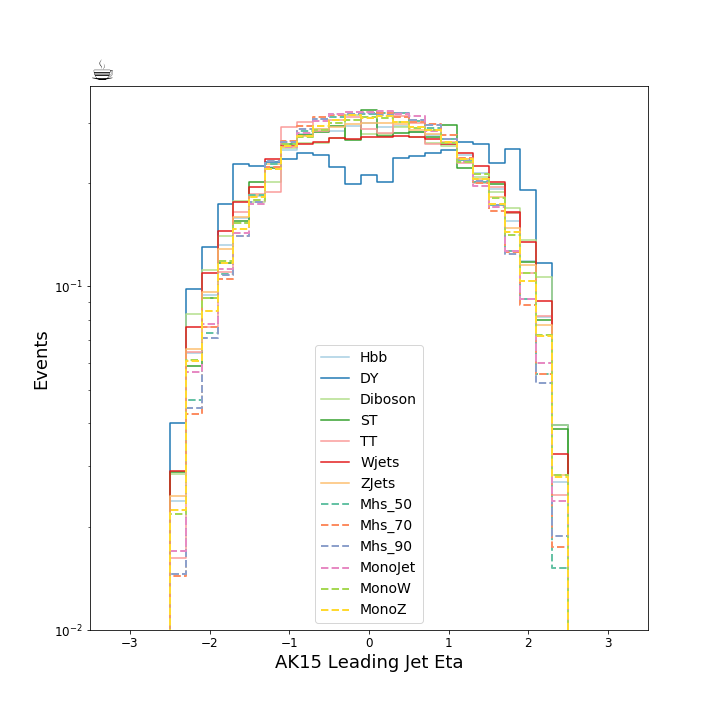 ☕
Events
10⁻¹
10⁻²
Hbb
DY
Diboson
ST
TT
Wjets
ZJets
Mhs_50
Mhs_70
Mhs_90
MonoJet
MonoW
MonoZ
−3 −2 −1 0 1 2 3
AK15 Leading Jet Eta